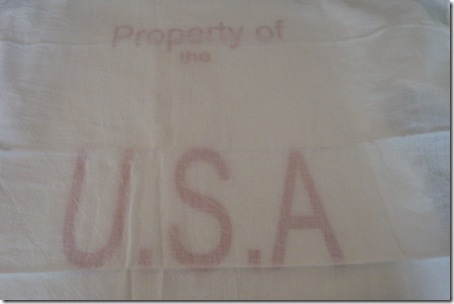 Property of
the
U.S.A